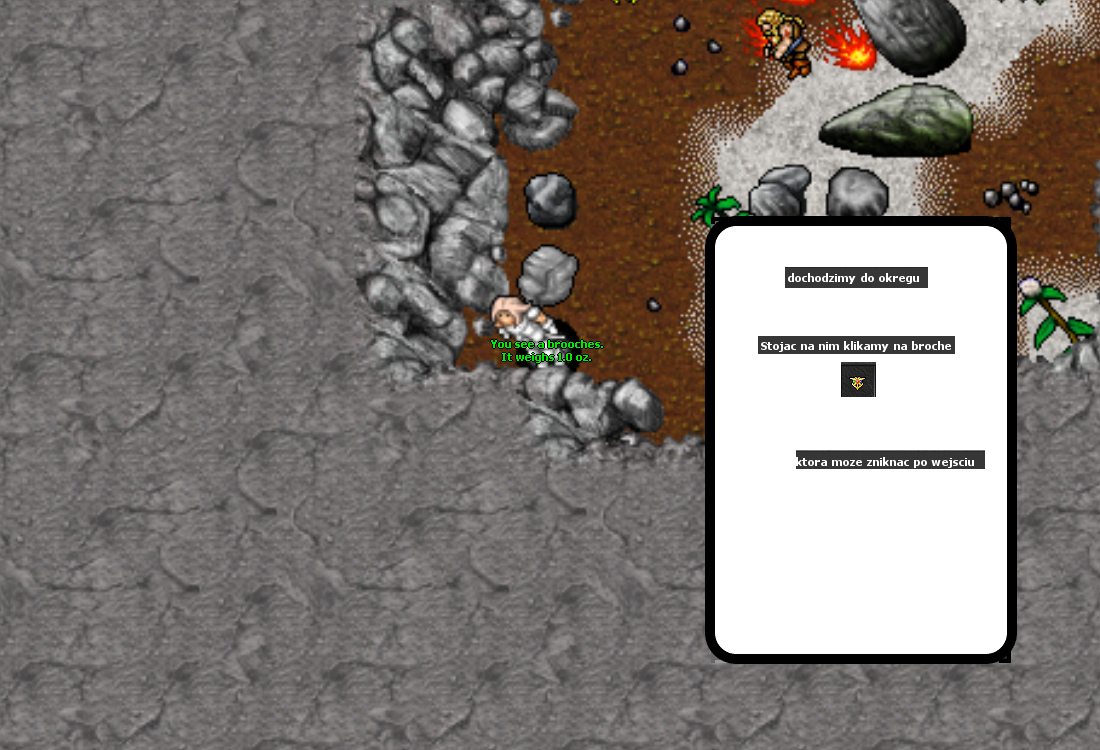 dochodzimy do okregu
You see a brooches.
It weighs 1.0 oz.
Stojac na nim klikamy na broche
ktora moze zniknac po wejsciu